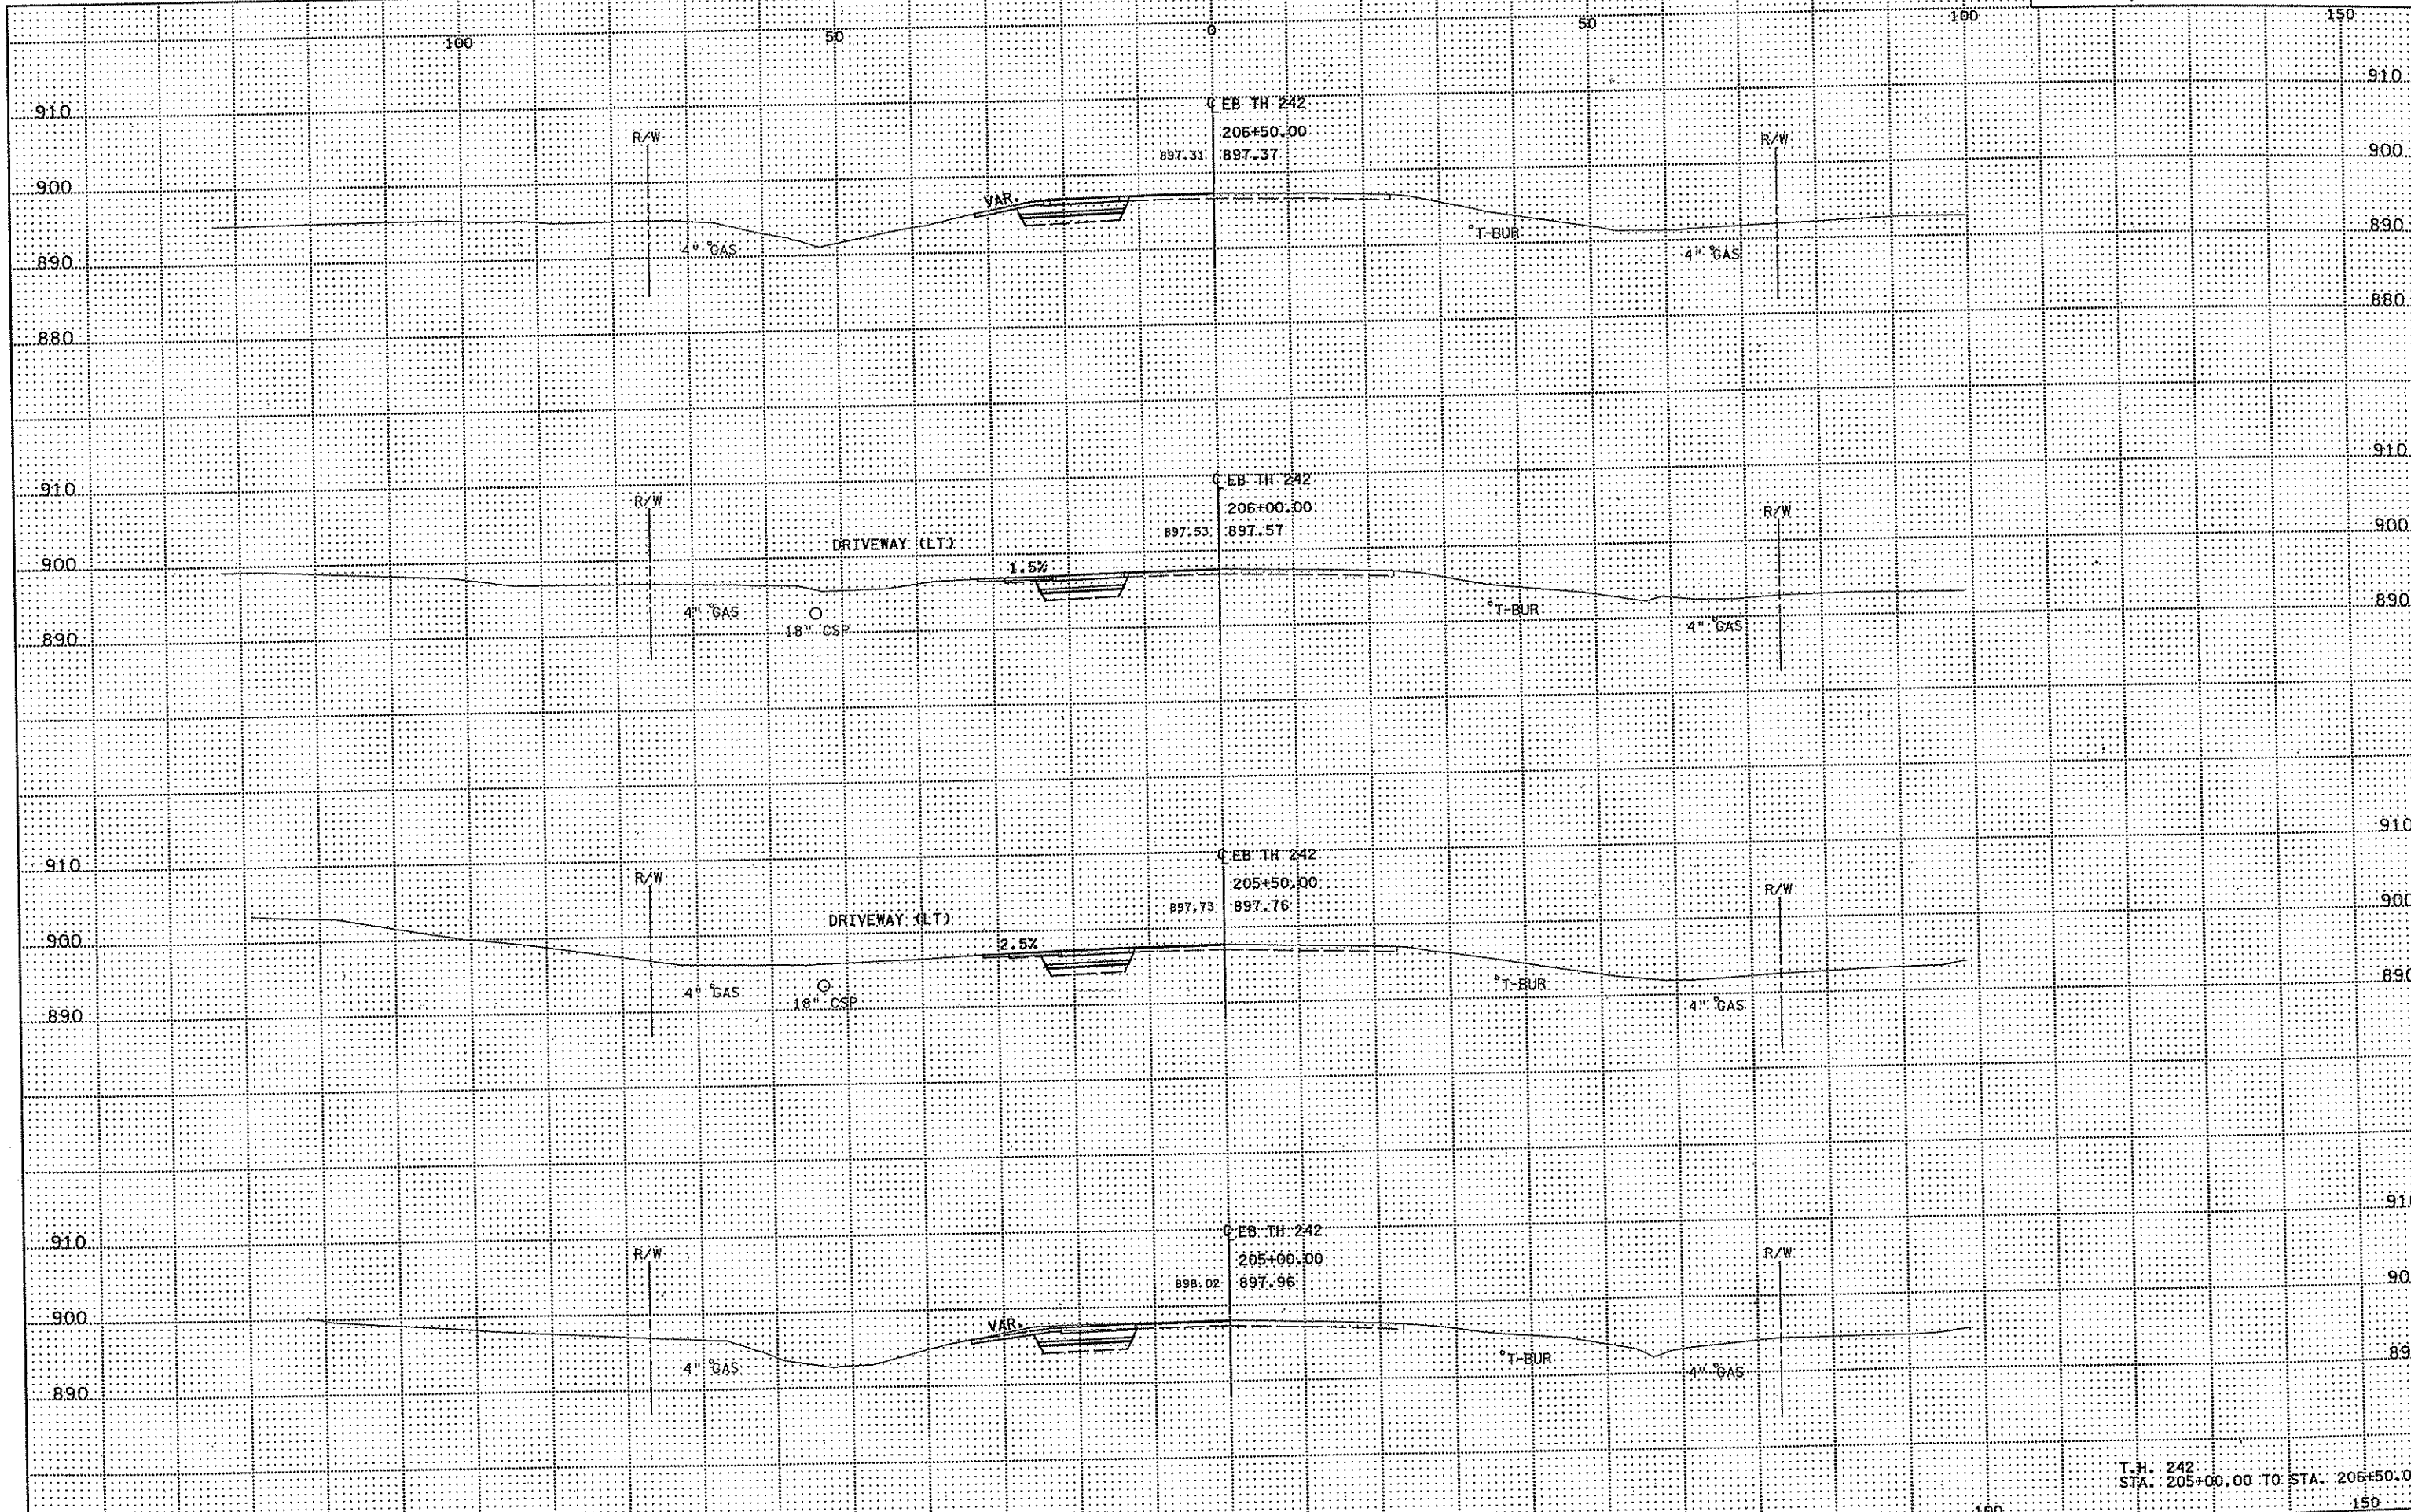 100 50 0 50 100 150
910 910
℄ EB TH 242
R/W 206+50.00 R/W
897.31 897.37
900 900
VAR.
4" GAS T-BUR 4" GAS
890 890
880 880
910 910
℄ EB TH 242
R/W 206+00.00 R/W
897.53 897.57
DRIVEWAY (LT)
900 900
1.5%
4" GAS 18" CSP T-BUR 4" GAS
890 890
910 910
℄ EB TH 242
R/W 205+50.00 R/W
897.73 897.76
DRIVEWAY (LT)
900 900
2.5%
4" GAS 18" CSP T-BUR 4" GAS
890 890
910 910
℄ EB TH 242
R/W 205+00.00 R/W
898.02 897.96
900 90
VAR.
4" GAS T-BUR 4" GAS
890 89
T.H. 242
STA. 205+00.00 TO STA. 206+50.0
100 150